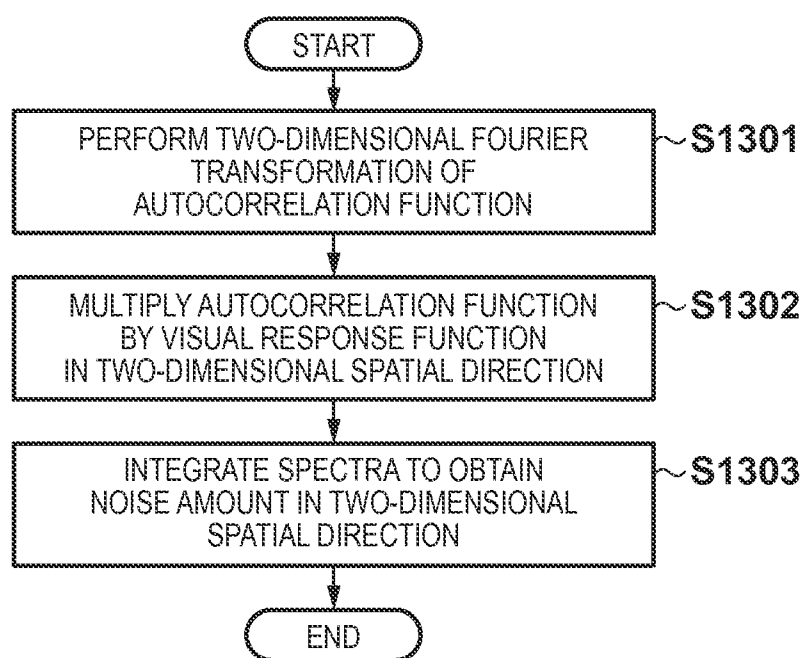 START
PERFORM TWO-DIMENSIONAL FOURIER
TRANSFORMATION OF
AUTOCORRELATION FUNCTION
S1301
MULTIPLY AUTOCORRELATION FUNCTION
BY VISUAL RESPONSE FUNCTION
IN TWO-DIMENSIONAL SPATIAL DIRECTION
S1302
INTEGRATE SPECTRA TO OBTAIN
NOISE AMOUNT IN TWO-DIMENSIONAL
SPATIAL DIRECTION
S1303
END